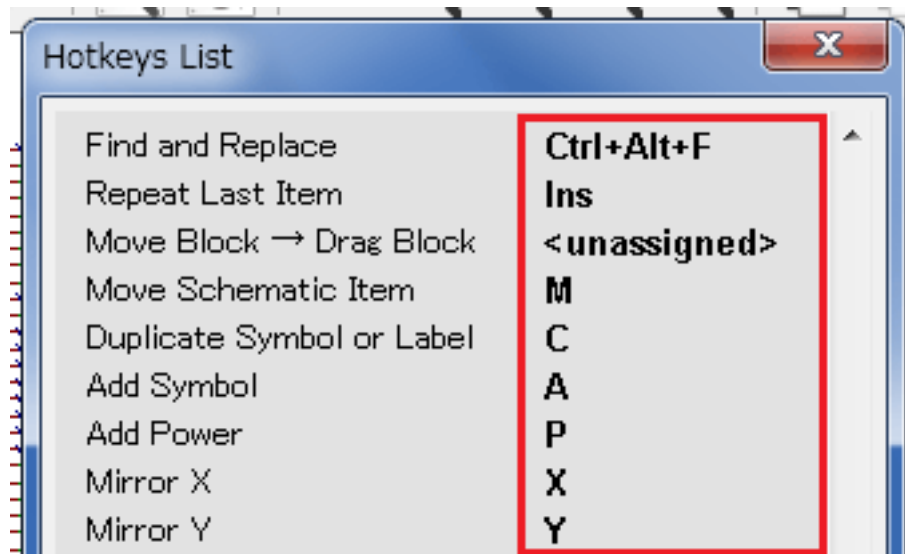 Hotkeys List
Find and Replace Ctrl+Alt+F
Repeat Last Item Ins
Move Block → Drag Block <unassigned>
Move Schematic Item M
Duplicate Symbol or Label C
Add Symbol A
Add Power P
Mirror X X
Mirror Y Y